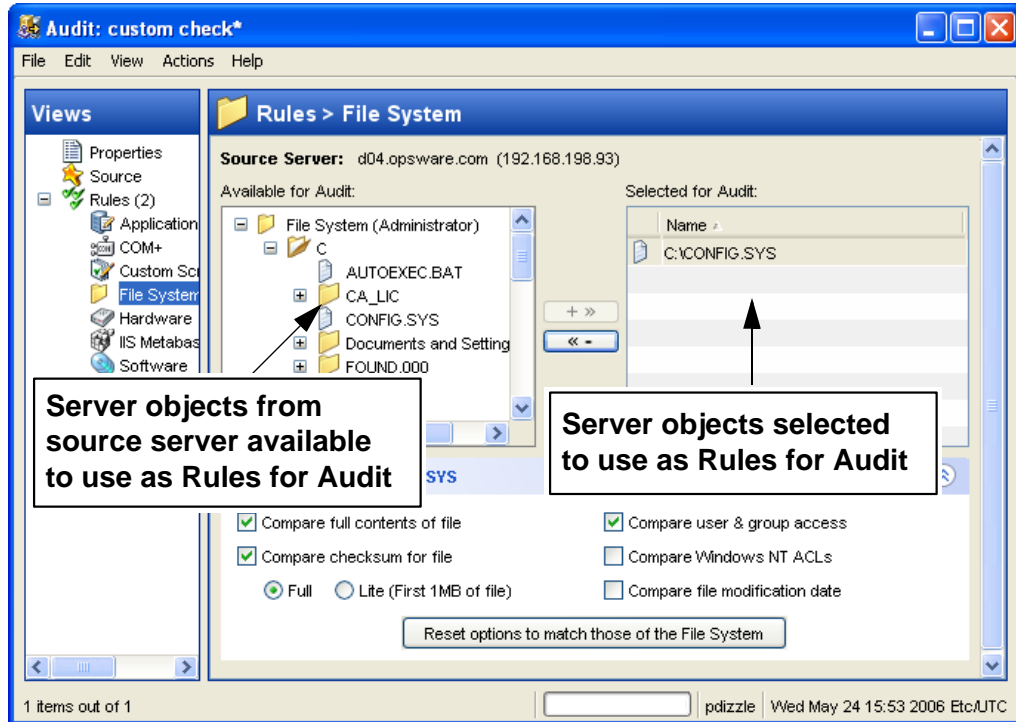 Audit: custom check*
File Edit View Actions Help
Views
Properties
Source
Rules (2)
Application
COM+
Custom Scr
File System
Hardware
IIS Metabas
Software
Rules > File System
Source Server: d04.opsware.com (192.168.198.93)
Available for Audit:
File System (Administrator)
C
AUTOEXEC.BAT
CA_LIC
CONFIG.SYS
Documents and Setting
FOUND.000
+ »
« -
Selected for Audit:
Name
C:\CONFIG.SYS
Server objects from
source server available
to use as Rules for Audit
Server objects selected
to use as Rules for Audit
SYS
Compare full contents of file
Compare checksum for file
Full Lite (First 1MB of file)
Compare user & group access
Compare Windows NT ACLs
Compare file modification date
Reset options to match those of the File System
1 items out of 1
pdizzle Wed May 24 15:53 2006 Etc/UTC